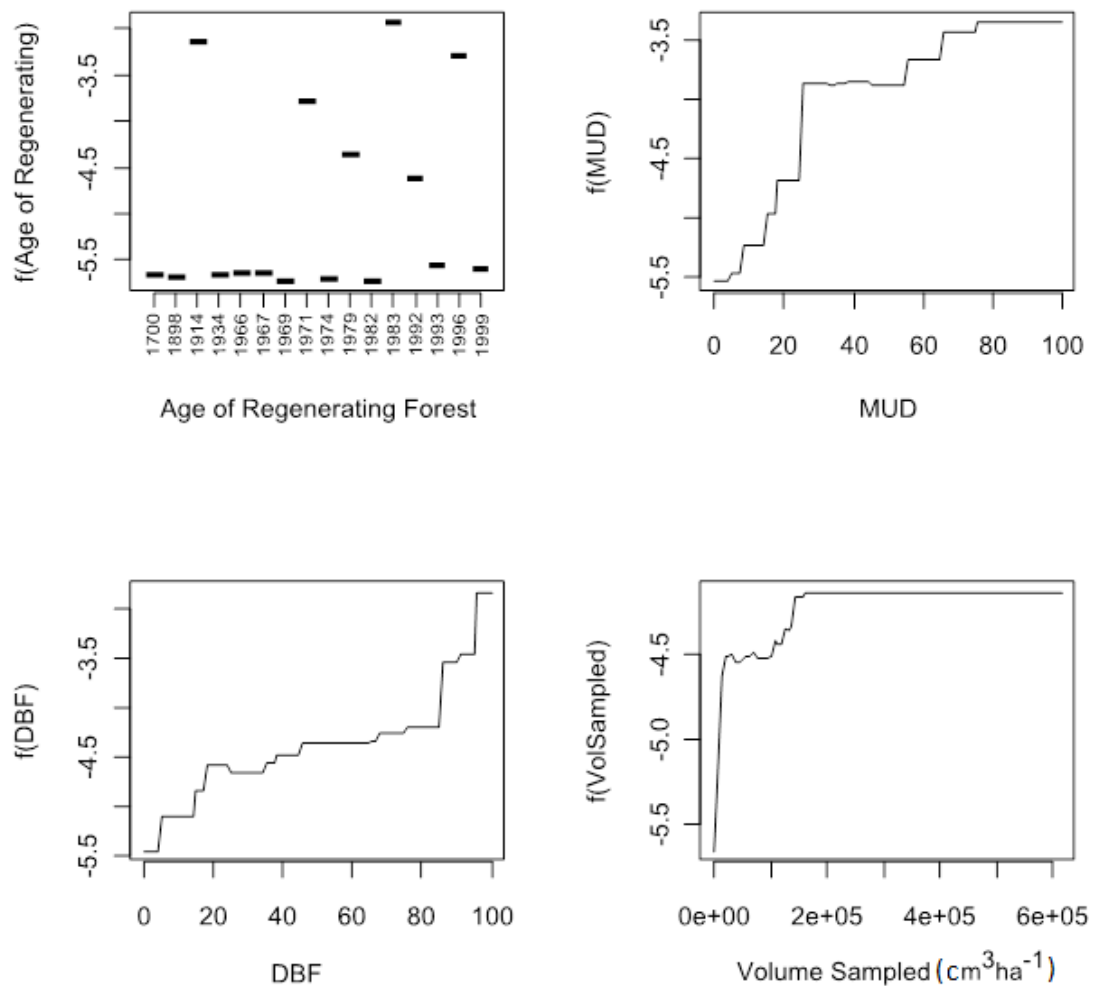 f(Age of Regenerating)
-3.5
-4.5
-5.5
1700
1898
1914
1934
1966
1967
1969
1971
1974
1979
1982
1983
1992
1993
1996
1999
Age of Regenerating Forest
f(MUD)
-3.5
-4.5
-5.5
0 20 40 60 80 100
MUD
f(DBF)
-3.5
-4.5
-5.5
0 20 40 60 80 100
DBF
f(VolSampled)
-4.5
-5.0
-5.5
0e+00 2e+05 4e+05 6e+05
Volume Sampled (cm³ha⁻¹)